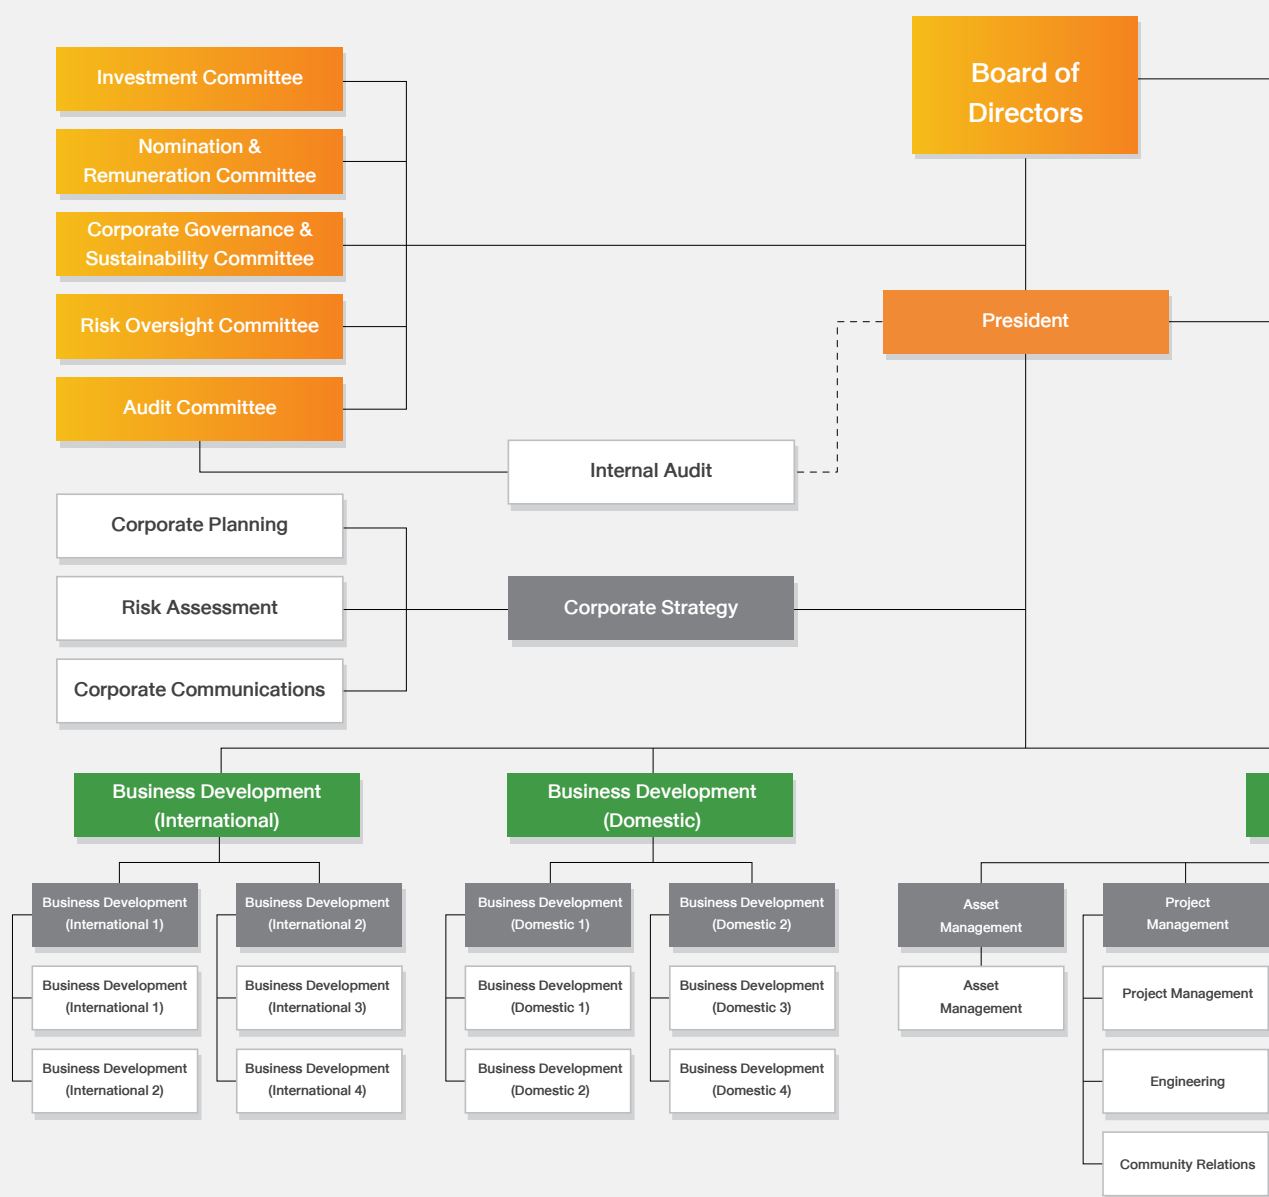 Board of
Directors
Investment Committee
Nomination &
Remuneration Committee
Corporate Governance &
Sustainability Committee
Risk Oversight Committee
President
Audit Committee
Internal Audit
Corporate Planning
Risk Assessment
Corporate Strategy
Corporate Communications
Business Development
(International)
Business Development
(Domestic)
Business Development
(International 1)
Business Development
(International 2)
Business Development
(Domestic 1)
Business Development
(Domestic 2)
Asset
Management
Project
Management
Business Development
(International 1)
Business Development
(International 3)
Business Development
(Domestic 1)
Business Development
(Domestic 3)
Asset
Management
Project Management
Business Development
(International 2)
Business Development
(International 4)
Business Development
(Domestic 2)
Business Development
(Domestic 4)
Engineering
Community Relations